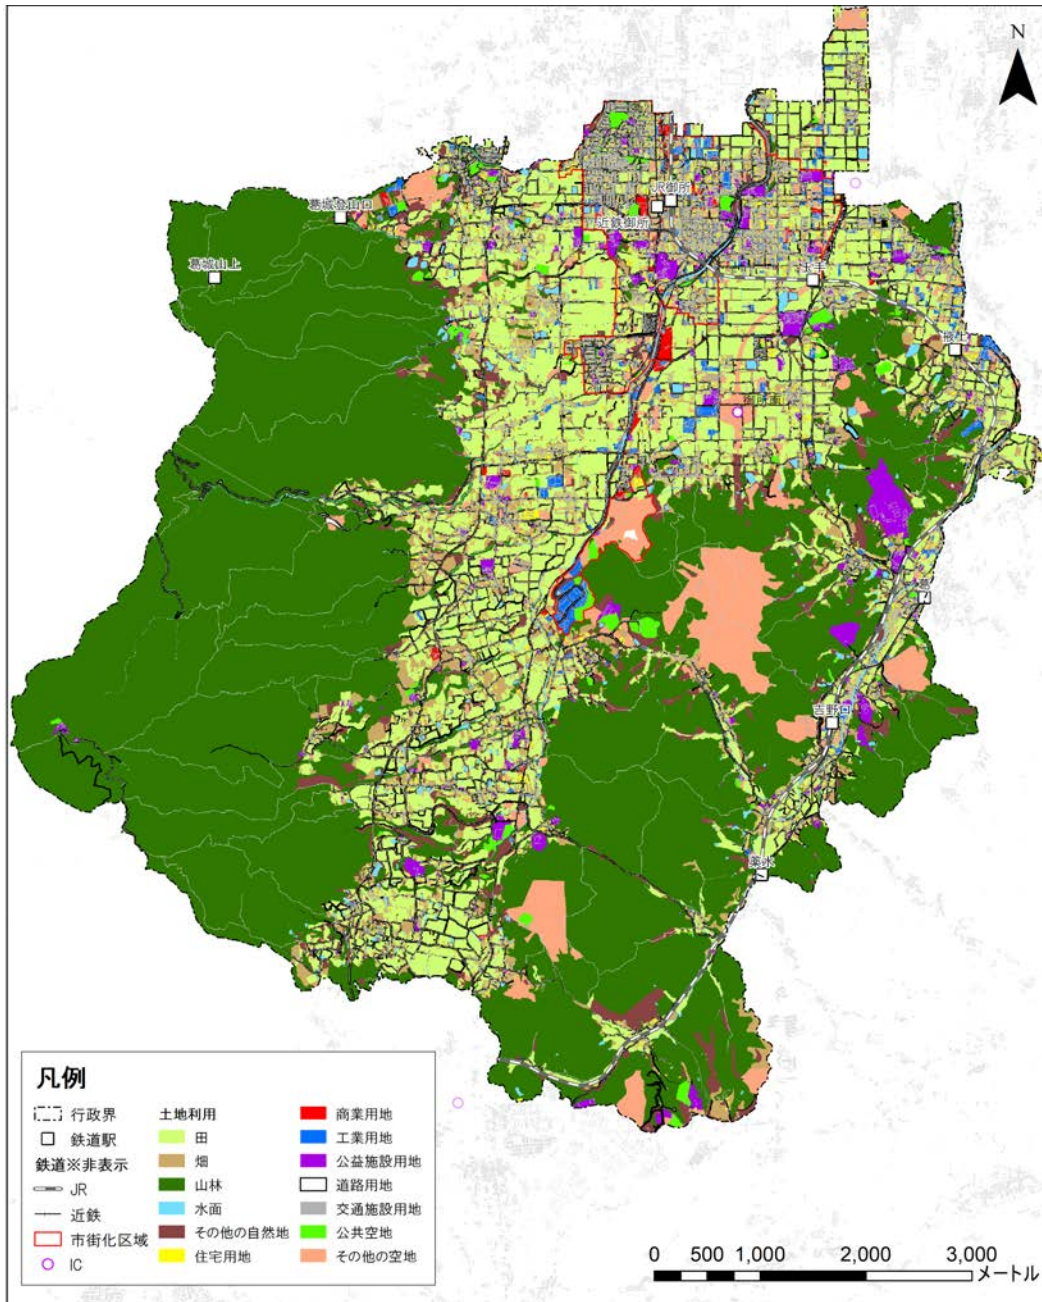 N
JR御所
近鉄御所
葛城登山口
葛城山上
玉手
掖上
御所南
吉野口
薬水
凡例
行政界
鉄道駅
鉄道※非表示
JR
近鉄
市街化区域
IC
土地利用
田
畑
山林
水面
その他の自然地
住宅用地
商業用地
工業用地
公益施設用地
道路用地
交通施設用地
公共空地
その他の空地
0 500 1,000 2,000 3,000
メートル